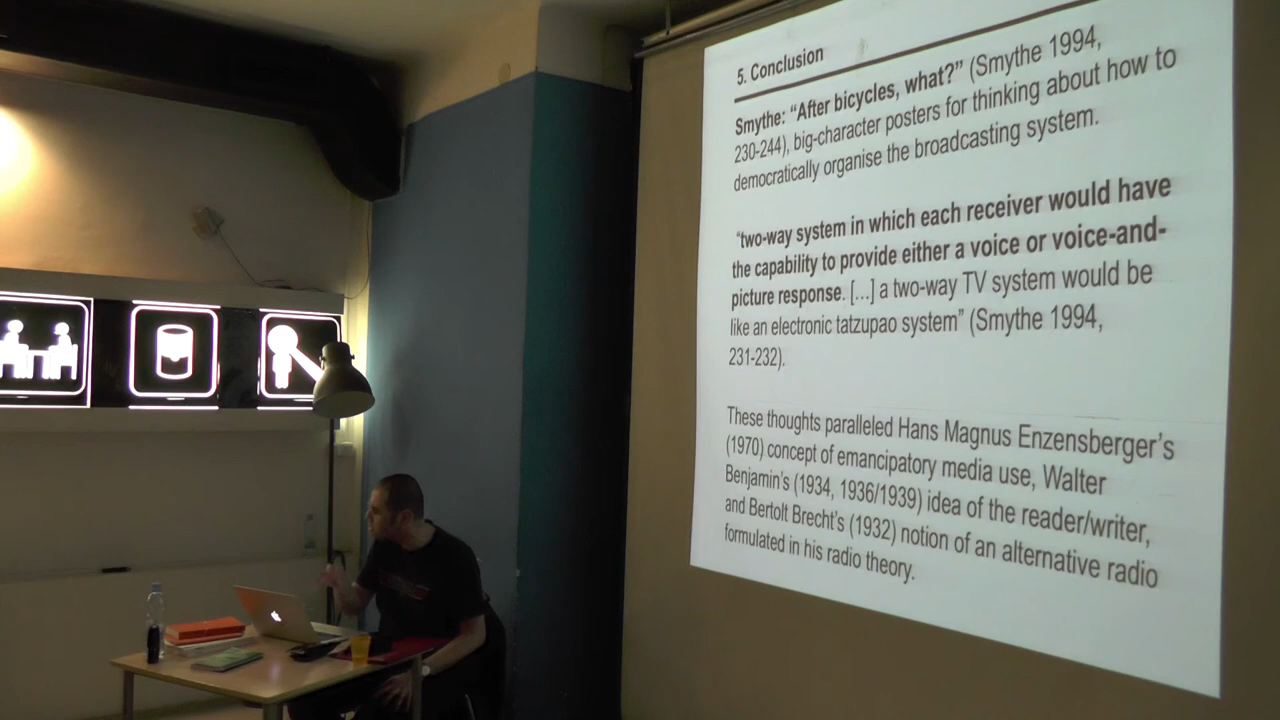 5. Conclusion
Smythe: “After bicycles, what?” (Smythe 1994,
230-244), big-character posters for thinking about how to
democratically organise the broadcasting system.
“two-way system in which each receiver would have
the capability to provide either a voice or voice-and-
picture response. [...] a two-way TV system would be
like an electronic tatzupao system” (Smythe 1994,
231-232).
These thoughts paralleled Hans Magnus Enzensberger’s
(1970) concept of emancipatory media use, Walter
Benjamin’s (1934, 1936/1939) idea of the reader/writer,
and Bertolt Brecht’s (1932) notion of an alternative radio
formulated in his radio theory.